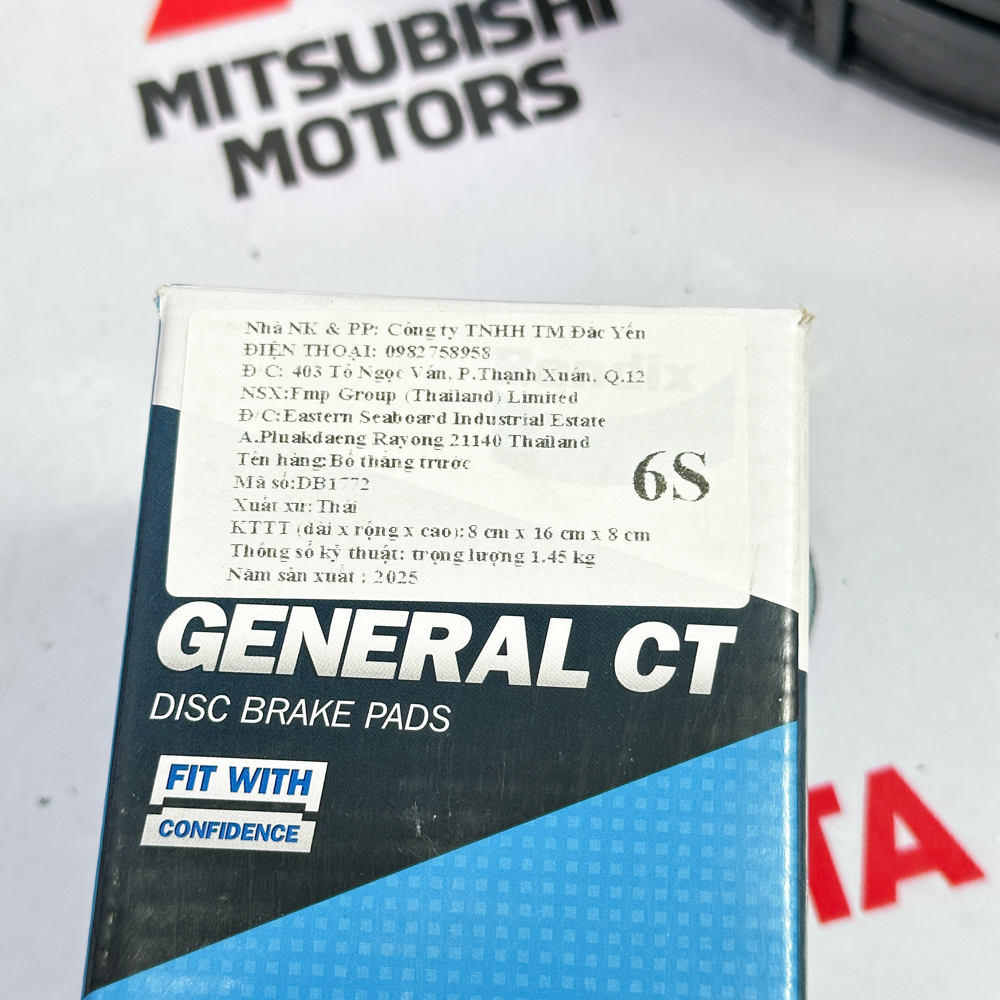 MITSUBISHI
MOTORS
Nhà NK & PP: Công ty TNHH TM Đắc Yến
ĐIỆN THOẠI: 0982758958
Đ/C: 403 Tô Ngọc Vân, P.Thạnh Xuân, Q.12
NSX:Fmp Group (Thailand) Limited
Đ/C:Eastern Seaboard Industrial Estate
A.Pluakdaeng Rayong 21140 Thailand
Tên hàng:Bố thắng trước
Mã số:DB1772
6S
Xuất xứ: Thái
KTTT (dài x rộng x cao): 8 cm x 16 cm x 8 cm
Thông số kỹ thuật: trọng lượng 1.45 kg
Năm sản xuất : 2025
GENERAL CT
DISC BRAKE PADS
FIT WITH
CONFIDENCE
TA